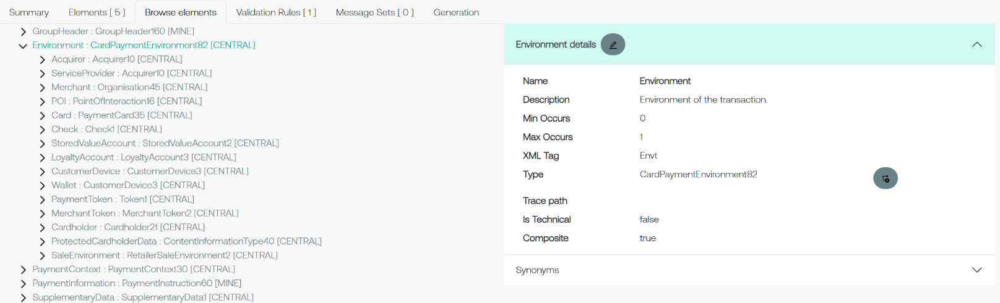 Summary
Elements [ 5 ]
Browse elements
Validation Rules [ 1 ]
Message Sets [ 0 ]
Generation
GroupHeader : GroupHeader160 [MINE]
Environment : CardPaymentEnvironment82 [CENTRAL]
Acquirer : Acquirer10 [CENTRAL]
ServiceProvider : Acquirer10 [CENTRAL]
Merchant : Organisation45 [CENTRAL]
POI : PointOfInteraction16 [CENTRAL]
Card : PaymentCard35 [CENTRAL]
Check : Check1 [CENTRAL]
StoredValueAccount : StoredValueAccount2 [CENTRAL]
LoyaltyAccount : LoyaltyAccount3 [CENTRAL]
CustomerDevice : CustomerDevice3 [CENTRAL]
Wallet : CustomerDevice3 [CENTRAL]
PaymentToken : Token1 [CENTRAL]
MerchantToken : MerchantToken2 [CENTRAL]
Cardholder : Cardholder21 [CENTRAL]
ProtectedCardholderData : ContentInformationType40 [CENTRAL]
SaleEnvironment : RetailerSaleEnvironment2 [CENTRAL]
PaymentContext : PaymentContext30 [CENTRAL]
PaymentInformation : PaymentInstruction60 [MINE]
SupplementaryData : SupplementaryData1 [CENTRAL]
Environment details
Name Environment
Description Environment of the transaction.
Min Occurs 0
Max Occurs 1
XML Tag Envt
Type CardPaymentEnvironment82
Trace path
Is Technical false
Composite true
Synonyms